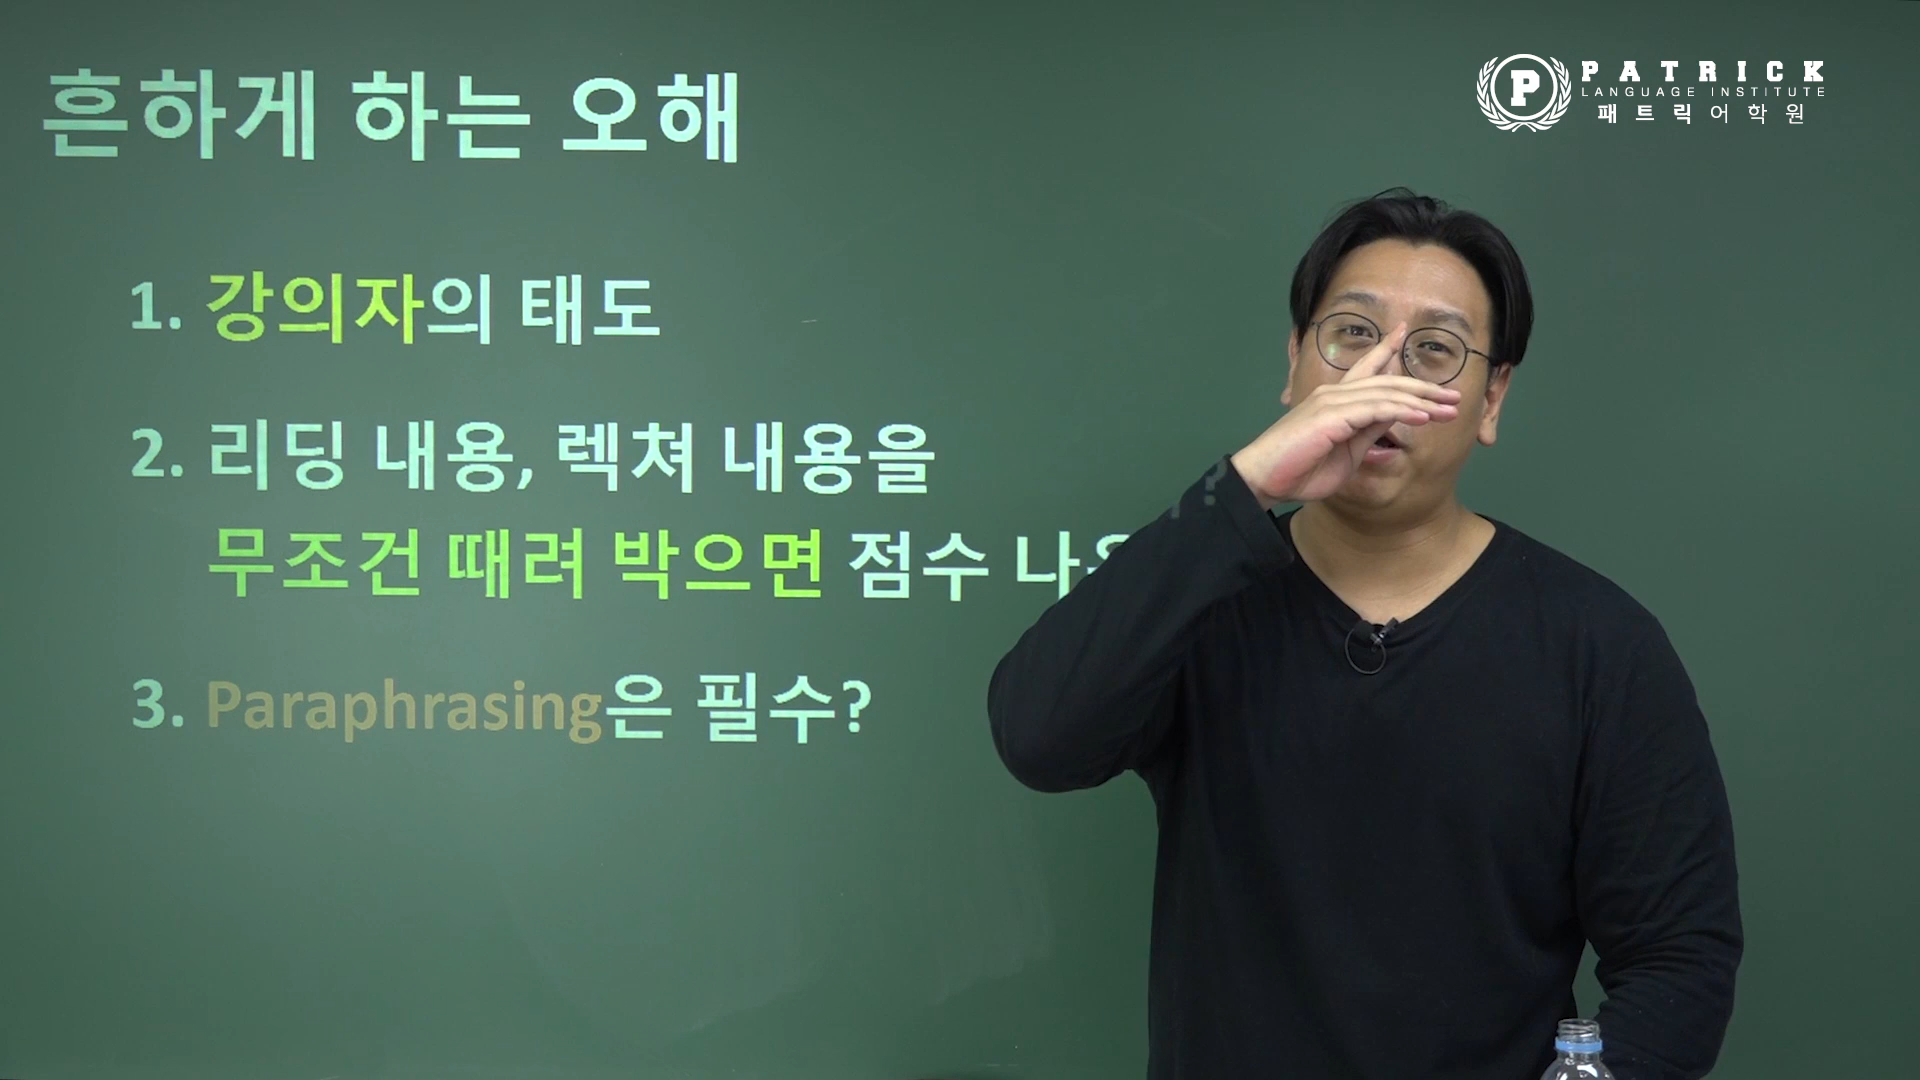 흔하게 하는 오해
1. 강의자의 태도
2. 리딩 내용, 렉쳐 내용을
무조건 때려 박으면 점수
3. Paraphrasing은 필수?
PATRICK
LANGUAGE INSTITUTE
패트릭어학원
P